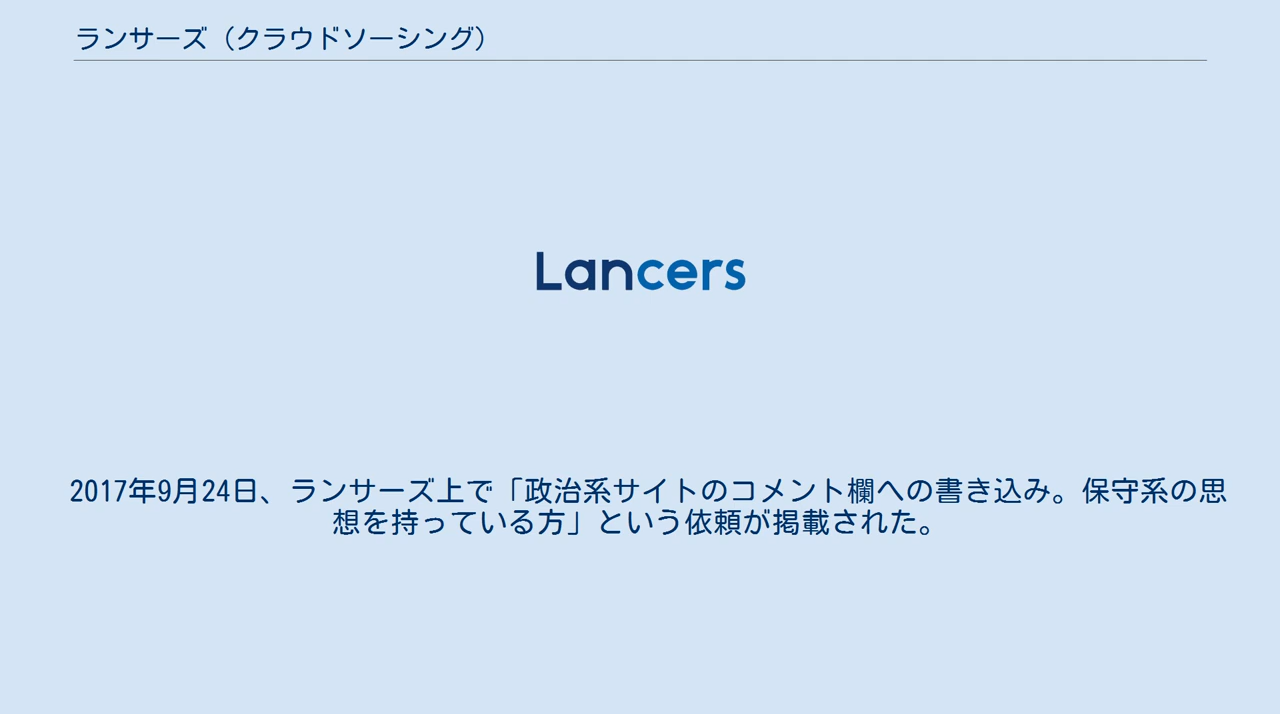 ランサーズ（クラウドソーシング）
Lancers
2017年9月24日、ランサーズ上で「政治系サイトのコメント欄への書き込み。保守系の思
想を持っている方」という依頼が掲載された。